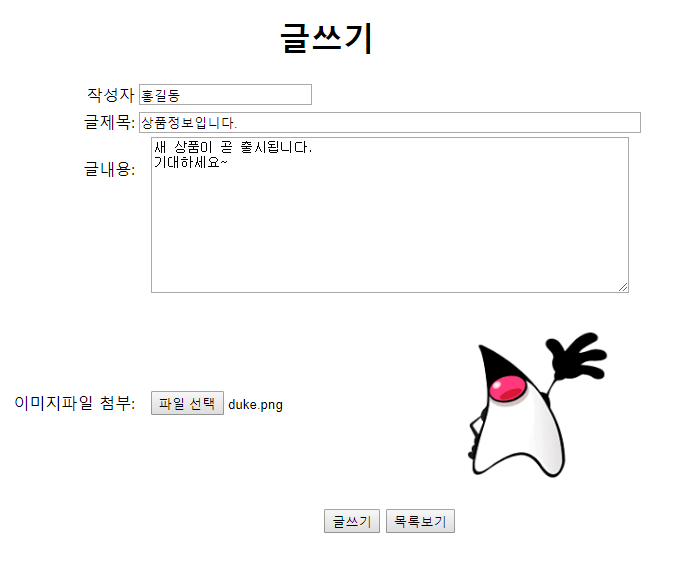 글쓰기
작성자 홍길동
글제목: 상품정보입니다.
글내용: 새 상품이 곧 출시됩니다.
기대하세요~
이미지파일 첨부: 파일 선택 duke.png
글쓰기 목록보기